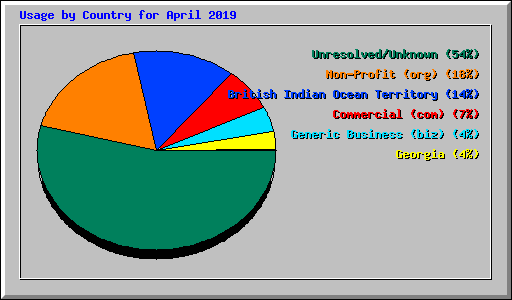 Usage by Country for April 2019
Unresolved/Unknown (54%)
Non-Profit (org) (18%)
British Indian Ocean Territory (14%)
Commercial (com) (7%)
Generic Business (biz) (4%)
Georgia (4%)